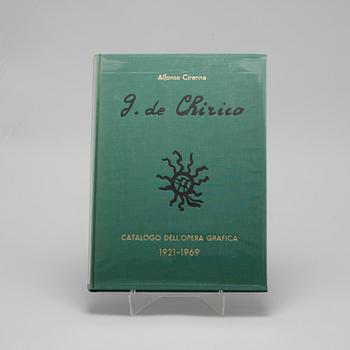 Alfonso Ciranna
G. de Chirico
CATALOGO DELL'OPERA GRAFICA
1921-1969